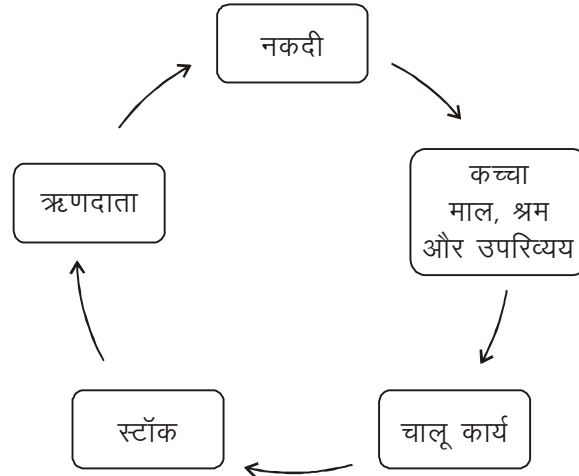 नकदी
कच्चा
माल, श्रम
और उपरिव्यय
चालू कार्य
स्टॉक
ऋणदाता